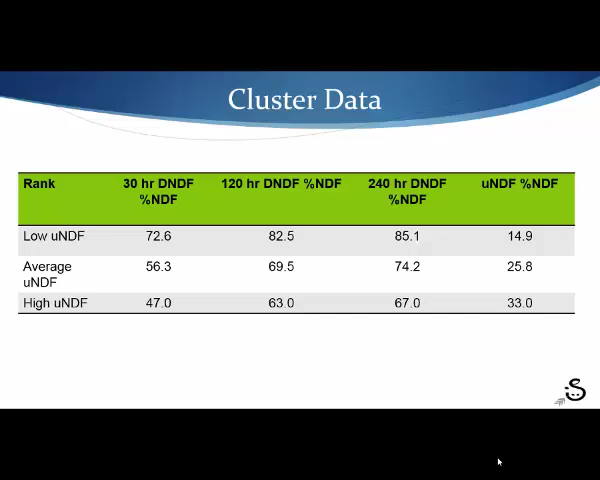 Cluster Data
Rank 30 hr DNDF 120 hr DNDF %NDF 240 hr DNDF uNDF %NDF
%NDF %NDF
Low uNDF 72.6 82.5 85.1 14.9
Average 56.3 69.5 74.2 25.8
uNDF
High uNDF 47.0 63.0 67.0 33.0